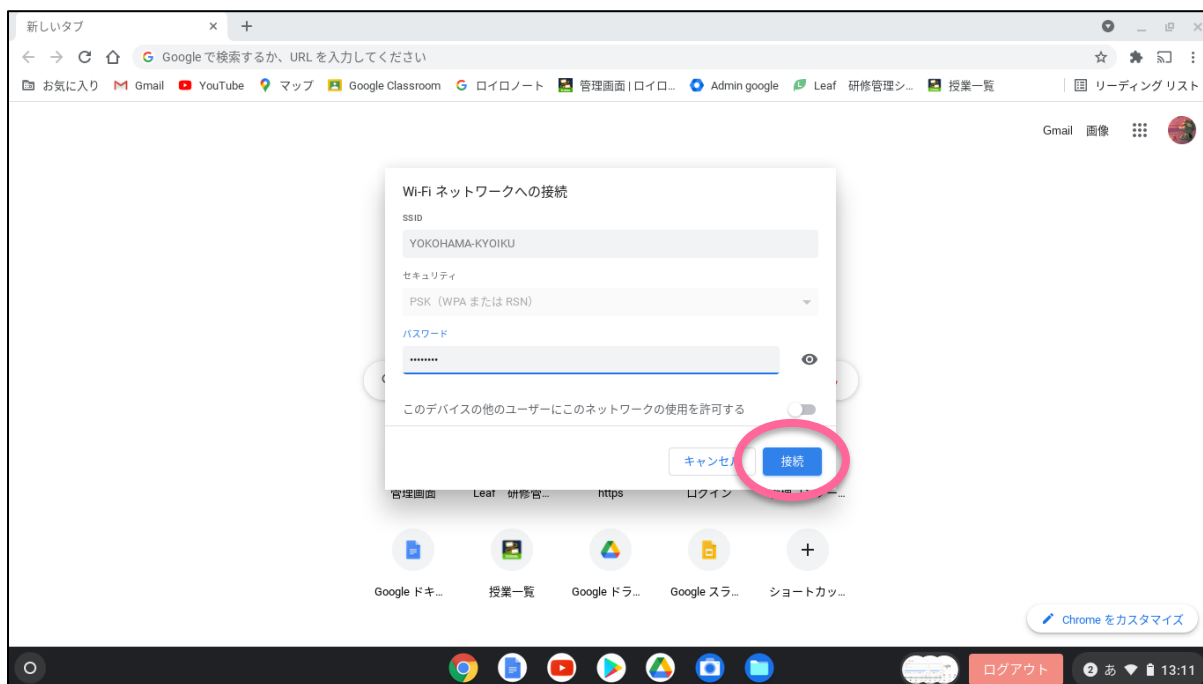 新しいタブ
Google で検索するか、URL を入力してください
お気に入り Gmail YouTube マップ Google Classroom ロイロノート 管理画面 | ロイロ... Admin google Leaf 研修管理シ... 授業一覧 リーディング リスト
Gmail 画像
Wi-Fi ネットワークへの接続
SSID
YOKOHAMA-KYOIKU
セキュリティ
PSK（WPA または RSN）
パスワード
••••••••
このデバイスの他のユーザーにこのネットワークの使用を許可する
キャンセル 接続
管理画面 Leaf 研修管... https ログイン
Google ドキ... 授業一覧 Google ドラ... Google スラ... ショートカッ...
Chrome をカスタマイズ
ログアウト 2 あ 13:11